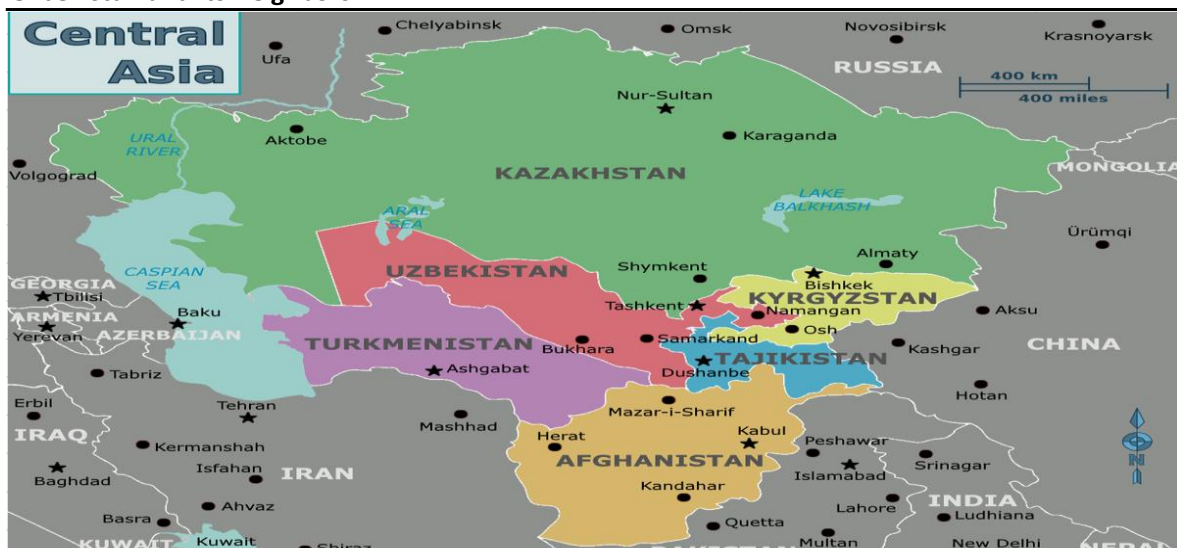 Central
Asia
Chelyabinsk
Omsk
Novosibirsk
Krasnoyarsk
Ufa
RUSSIA
400 km
400 miles
Nur-Sultan
Aktobe
Karaganda
URAL
RIVER
Volgograd
KAZAKHSTAN
MONGOLIA
LAKE
BALKHASH
ARAL
SEA
Ürümqi
Almaty
CASPIAN
SEA
UZBEKISTAN
Shymkent
Bishkek
GEORGIA
Tbilisi
KYRGYZSTAN
Tashkent
Namangan
Aksu
ARMENIA
Baku
Yerevan
AZERBAIJAN
Osh
TURKMENISTAN
Bukhara
Samarkand
TAJIKISTAN
Kashgar
CHINA
Tabriz
Ashgabat
Dushanbe
Hotan
Erbil
Tehran
Mashhad
Mazar-i-Sharif
IRAQ
Kermanshah
Herat
Kabul
Peshawar
Isfahan
IRAN
AFGHANISTAN
Srinagar
N
Baghdad
Islamabad
Kandahar
Ahvaz
Lahore
INDIA
Basra
Quetta
Ludhiana
KUWAIT
Kuwait
Shiraz
Multan
New Delhi